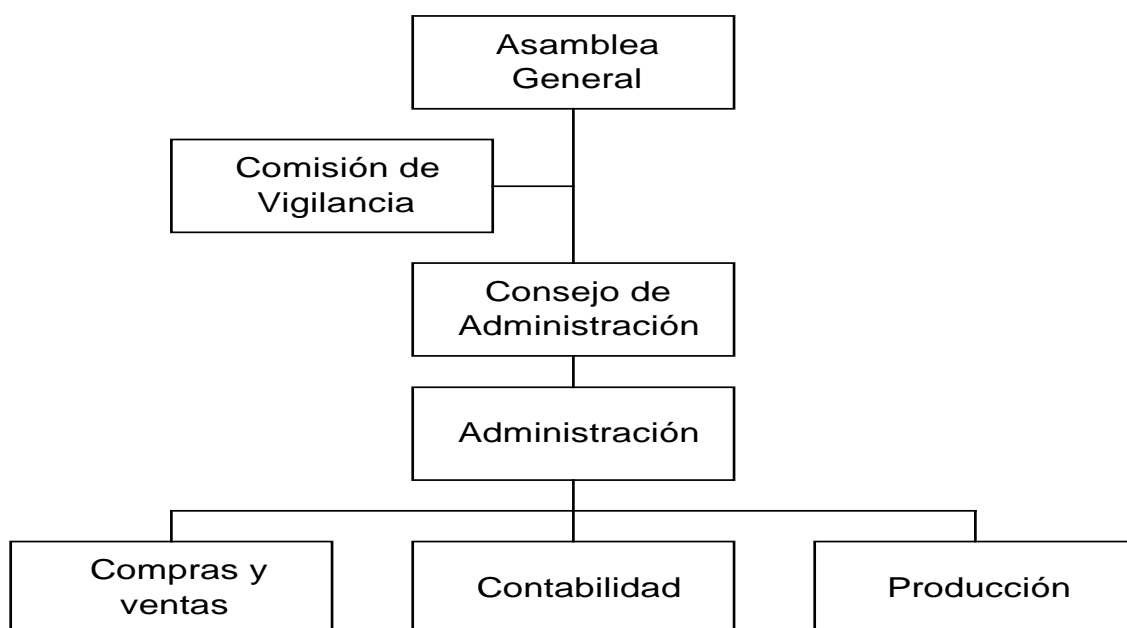 Asamblea
General
Comisión de
Vigilancia
Consejo de
Administración
Administración
Compras y
ventas
Contabilidad
Producción